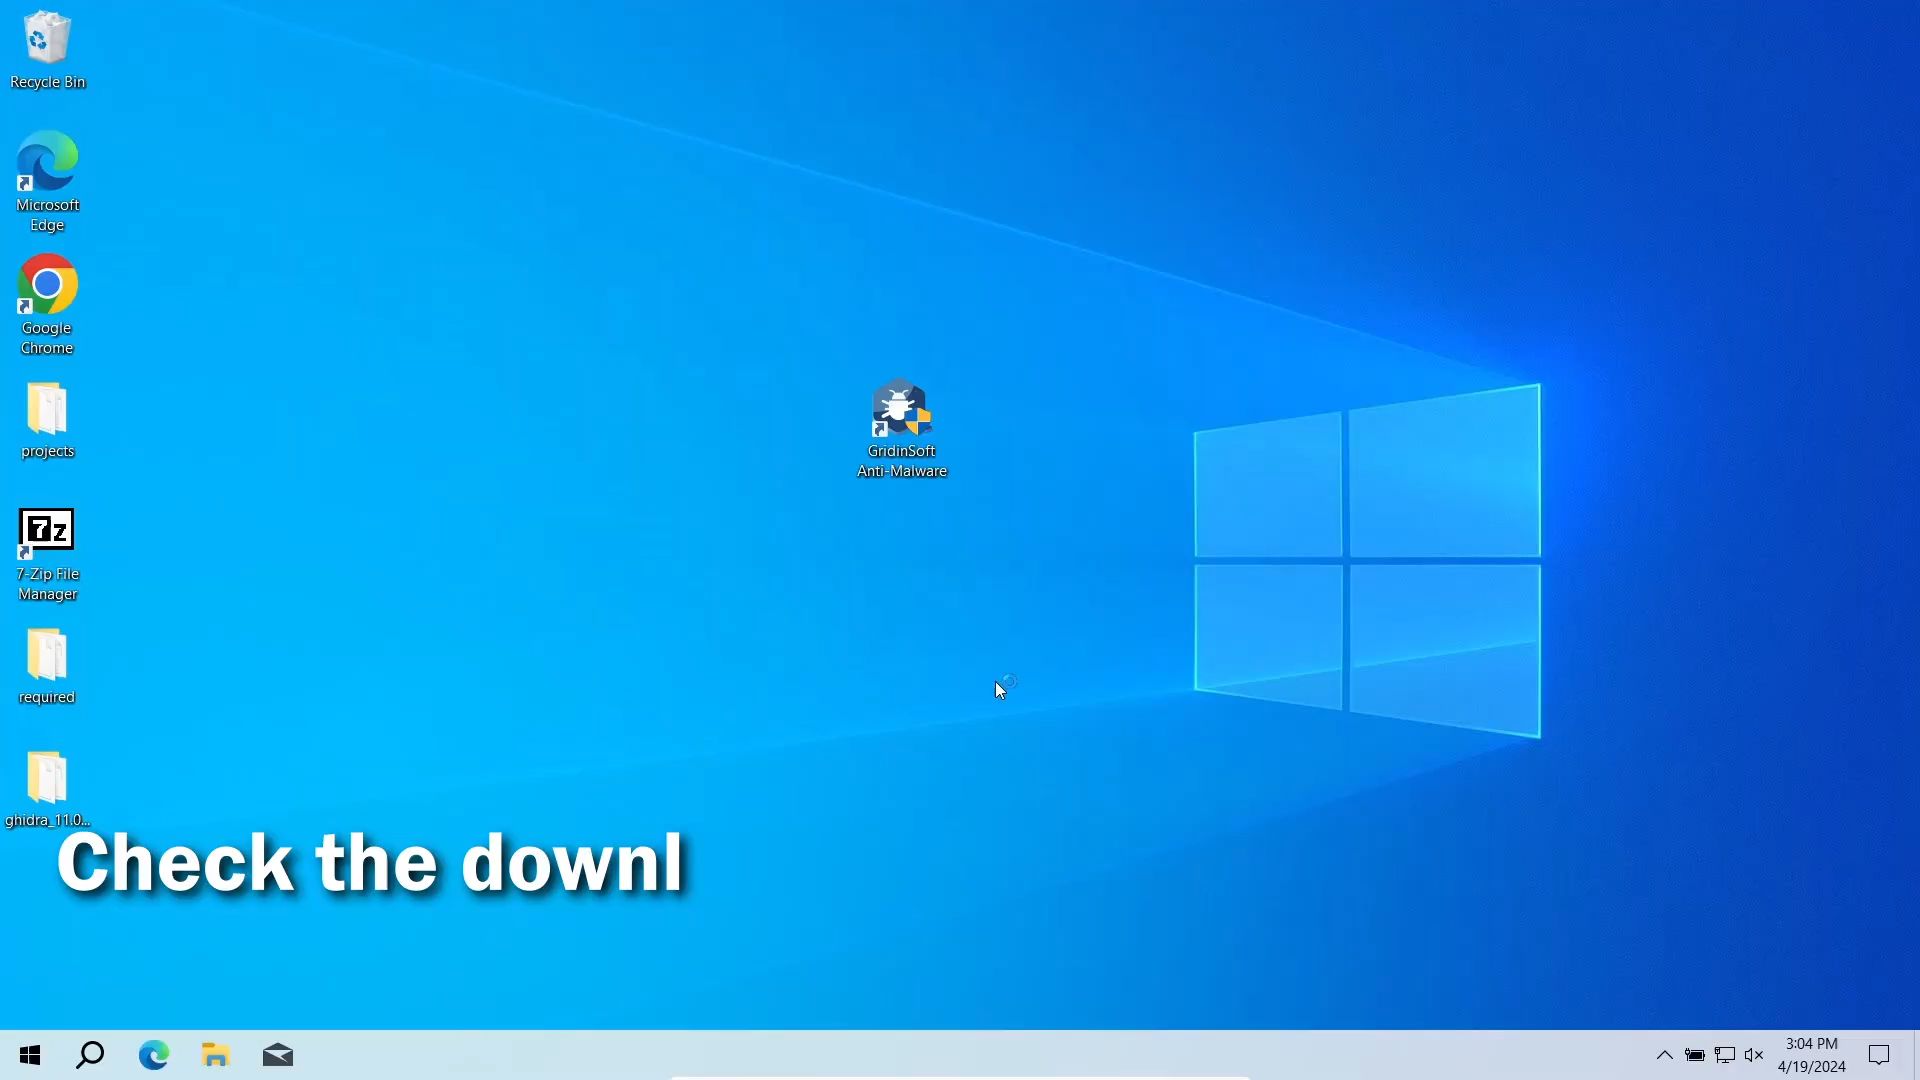 Recycle Bin
Microsoft
Edge
Google
Chrome
projects
7z
7-Zip File
Manager
required
ghidra_11.0...
GridinSoft
Anti-Malware
Check the downl
3:04 PM
4/19/2024